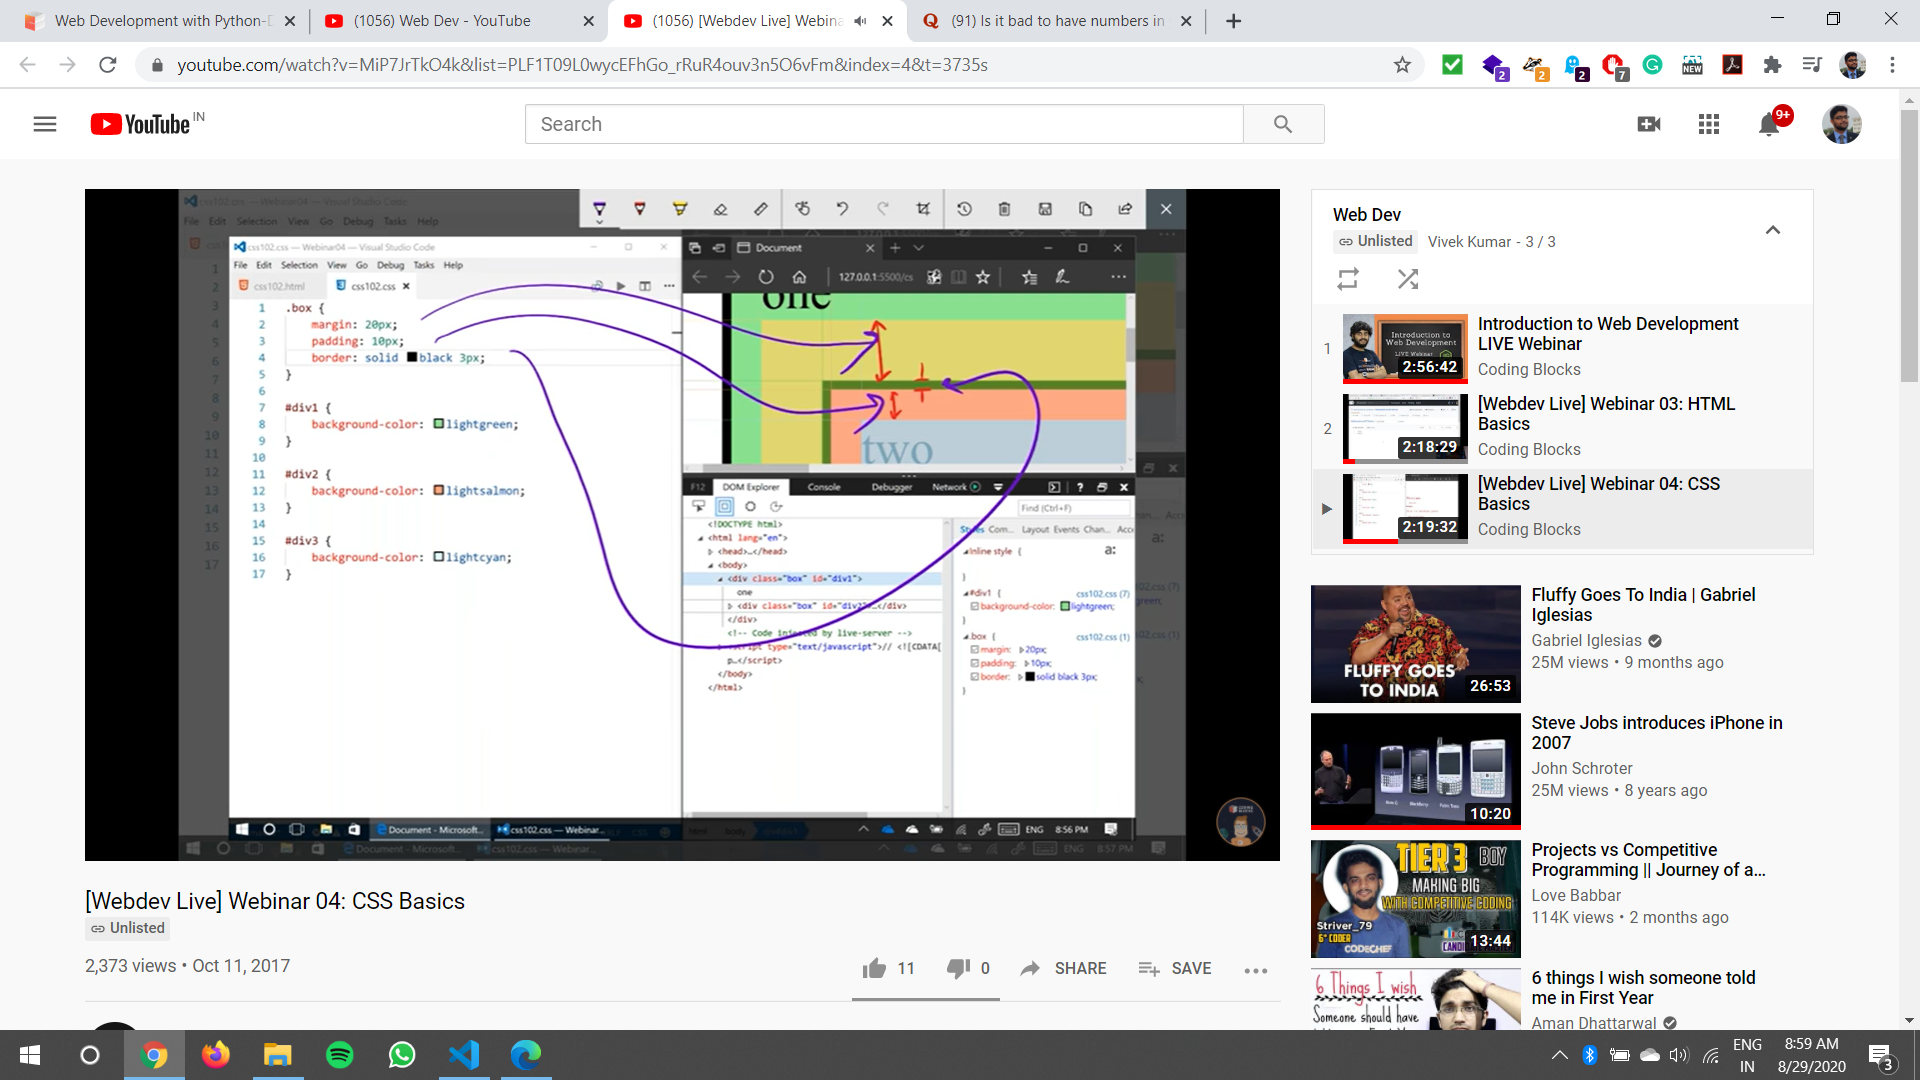 Web Development with Python-D
(1056) Web Dev - YouTube
(1056) [Webdev Live] Webina
(91) Is it bad to have numbers in
youtube.com/watch?v=MiP7JrTkO4k&list=PLF1T09L0wycEFhGo_rRuR4ouv3n5O6vFm&index=4&t=3735s
2
2
2
7
NEW
YouTube IN
Search
9+
css102.css — Webinar04 — Visual Studio Code
File Edit Selection View Go Debug Tasks Help
css102.html
css102.css
1 .box {
2 margin: 20px;
3 padding: 10px;
4 border: solid black 3px;
5 }
6
7 #div1 {
8 background-color: lightgreen;
9 }
10
11 #div2 {
12 background-color: lightsalmon;
13 }
14
15 #div3 {
16 background-color: lightcyan;
17 }
Document
127.0.0.1:5500/cs
one
two
F12 DOM Explorer Console Debugger Network
Find (Ctrl+F)
<!DOCTYPE html>
<html lang="en">
<head>…</head>
<body>
<div class="box" id="div1">
one
<div class="box" id="div2">…</div>
</div>
<!-- Code injected by live-server -->
<script type="text/javascript">// <![CDATA[
p…</script>
</body>
</html>
Styles Com... Layout Events Chan... Acc
Inline style {
a:
}
#div1 { css102.css (7)
background-color: lightgreen;
}
.box { css102.css (1)
margin: 20px;
padding: 10px;
border: solid black 3px;
}
Document - Microsoft...
css102.css — Webinar...
ENG 8:56 PM
ENG 8:57 PM
[Webdev Live] Webinar 04: CSS Basics
Unlisted
2,373 views • Oct 11, 2017
11
0
SHARE
SAVE
Web Dev
Unlisted
Vivek Kumar - 3 / 3
1
Introduction to Web Development
2:56:42
Introduction to Web Development
LIVE Webinar
Coding Blocks
2
2:18:29
[Webdev Live] Webinar 03: HTML
Basics
Coding Blocks
2:19:32
[Webdev Live] Webinar 04: CSS
Basics
Coding Blocks
FLUFFY GOES
TO INDIA
26:53
Fluffy Goes To India | Gabriel
Iglesias
Gabriel Iglesias
25M views • 9 months ago
10:20
Steve Jobs introduces iPhone in
2007
John Schroter
25M views • 8 years ago
TIER 3 BOY
MAKING BIG
WITH COMPETITIVE CODING
Striver_79
6* CODER
CODECHEF
13:44
Projects vs Competitive
Programming || Journey of a...
Love Babbar
114K views • 2 months ago
6 Things I wish
Someone should have
6 things I wish someone told
me in First Year
Aman Dhattarwal
ENG
IN
8:59 AM
8/29/2020
3